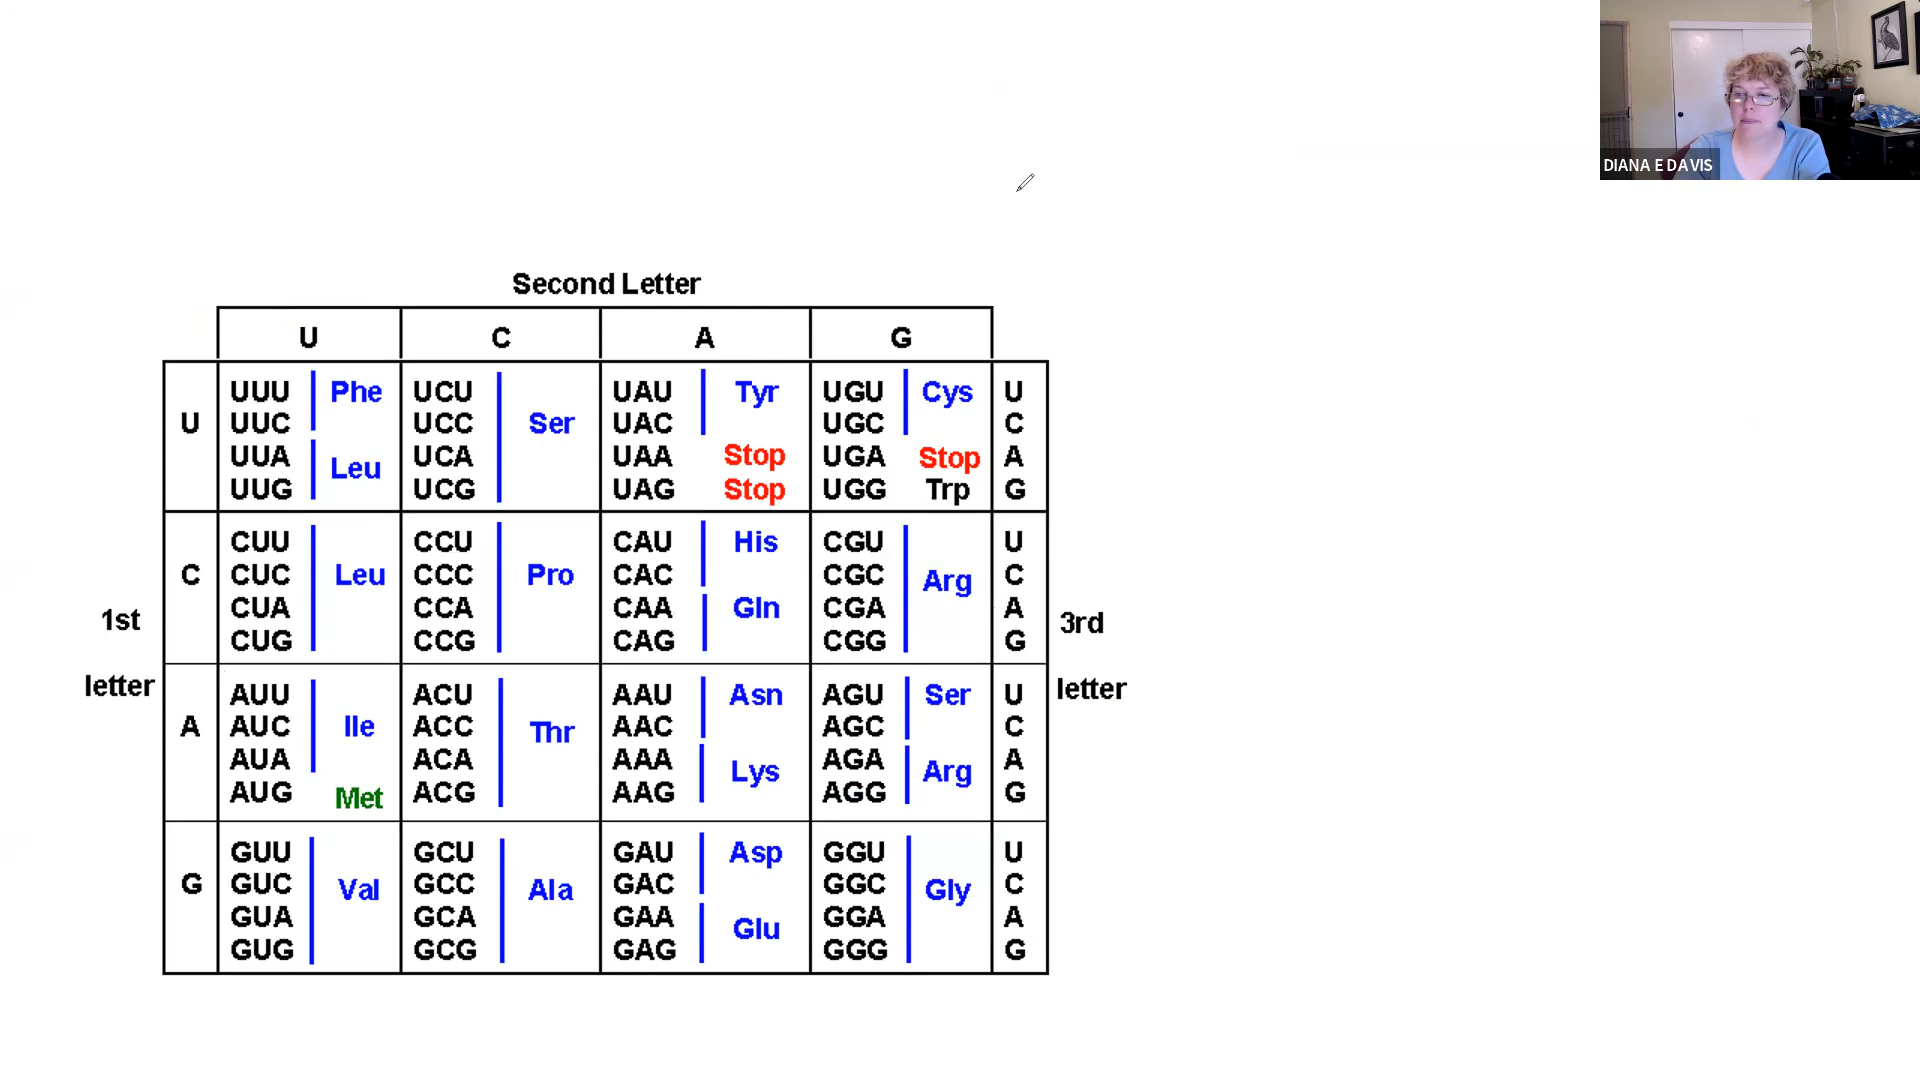 DIANA E DAVIS
Second Letter
U C A G
U UUU Phe UCU Ser UAU Tyr UGU Cys U
UUC UCC UAC UGC C
UUA Leu UCA UAA Stop UGA Stop A
UUG UCG UAG Stop UGG Trp G
C CUU Leu CCU Pro CAU His CGU Arg U
CUC CCC CAC CGC C
CUA CCA CAA Gln CGA A
CUG CCG CAG CGG G
1st letter
3rd letter
A AUU Ile ACU Thr AAU Asn AGU Ser U
AUC ACC AAC AGC C
AUA ACA AAA Lys AGA Arg A
AUG Met ACG AAG AGG G
G GUU Val GCU Ala GAU Asp GGU Gly U
GUC GCC GAC GGC C
GUA GCA GAA Glu GGA A
GUG GCG GAG GGG G